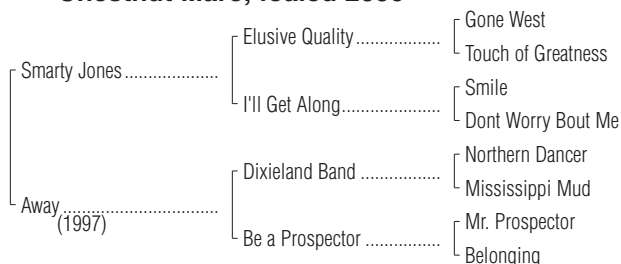 Chestnut Mare; foaled
Gone West
Elusive Quality
Touch of Greatness
Smarty Jones
Smile
I'll Get Along
Dont Worry Bout Me
Northern Dancer
Dixieland Band
Mississippi Mud
Away
(1997)
Mr. Prospector
Be a Prospector
Belonging